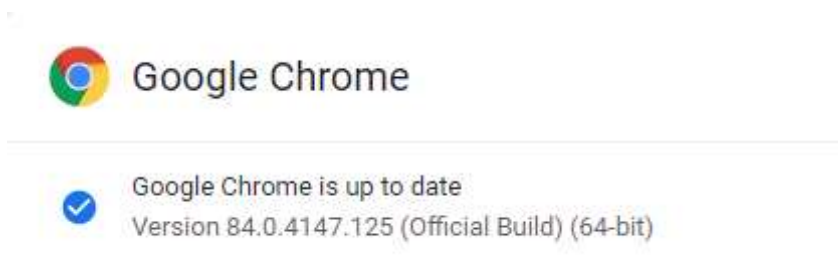 Google Chrome
Google Chrome is up to date
Version 84.0.4147.125 (Official Build) (64-bit)